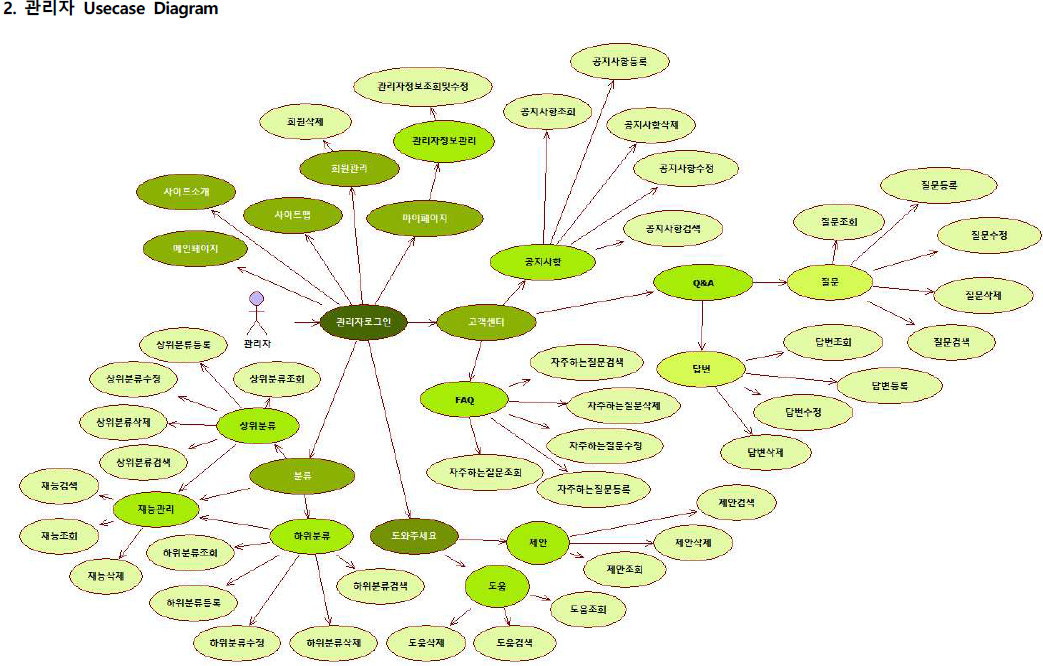 2. 관리자 Usecase Diagram
공지사항등록
관리자정보조회및수정
공지사항조회
회원삭제
공지사항삭제
관리자정보관리
회원관리
공지사항수정
사이트소개
질문등록
사이트맵
마이페이지
질문조회
공지사항검색
질문수정
메인페이지
공지사항
Q&A
질문
질문삭제
관리자로그인
고객센터
관리자
질문검색
상위분류등록
답변조회
자주하는질문검색
답변
상위분류수정
상위분류조회
답변등록
FAQ
자주하는질문삭제
답변수정
상위분류삭제
상위분류
자주하는질문수정
답변삭제
상위분류검색
자주하는질문조회
분류
재능검색
자주하는질문등록
제안검색
재능관리
재능조회
하위분류
도와주세요
제안
제안삭제
하위분류조회
제안조회
재능삭제
하위분류검색
도움
하위분류등록
도움조회
하위분류수정
하위분류삭제
도움삭제
도움검색